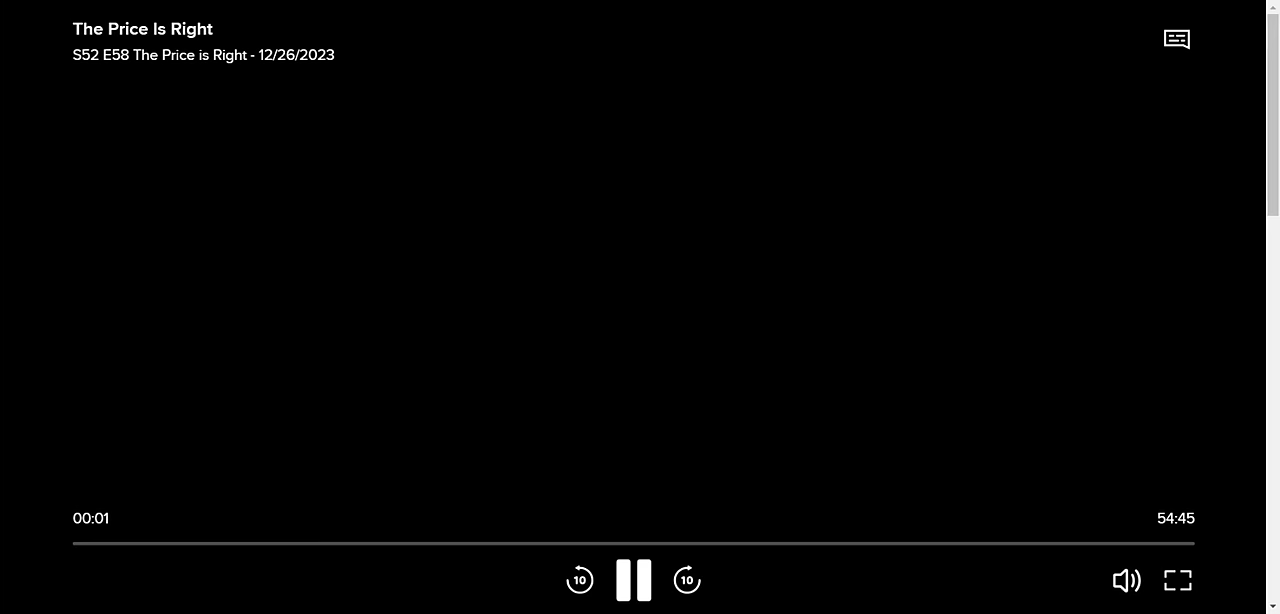 The Price Is Right
S52 E58 The Price is Right - 12/26/2023
00:01
54:45
10
10